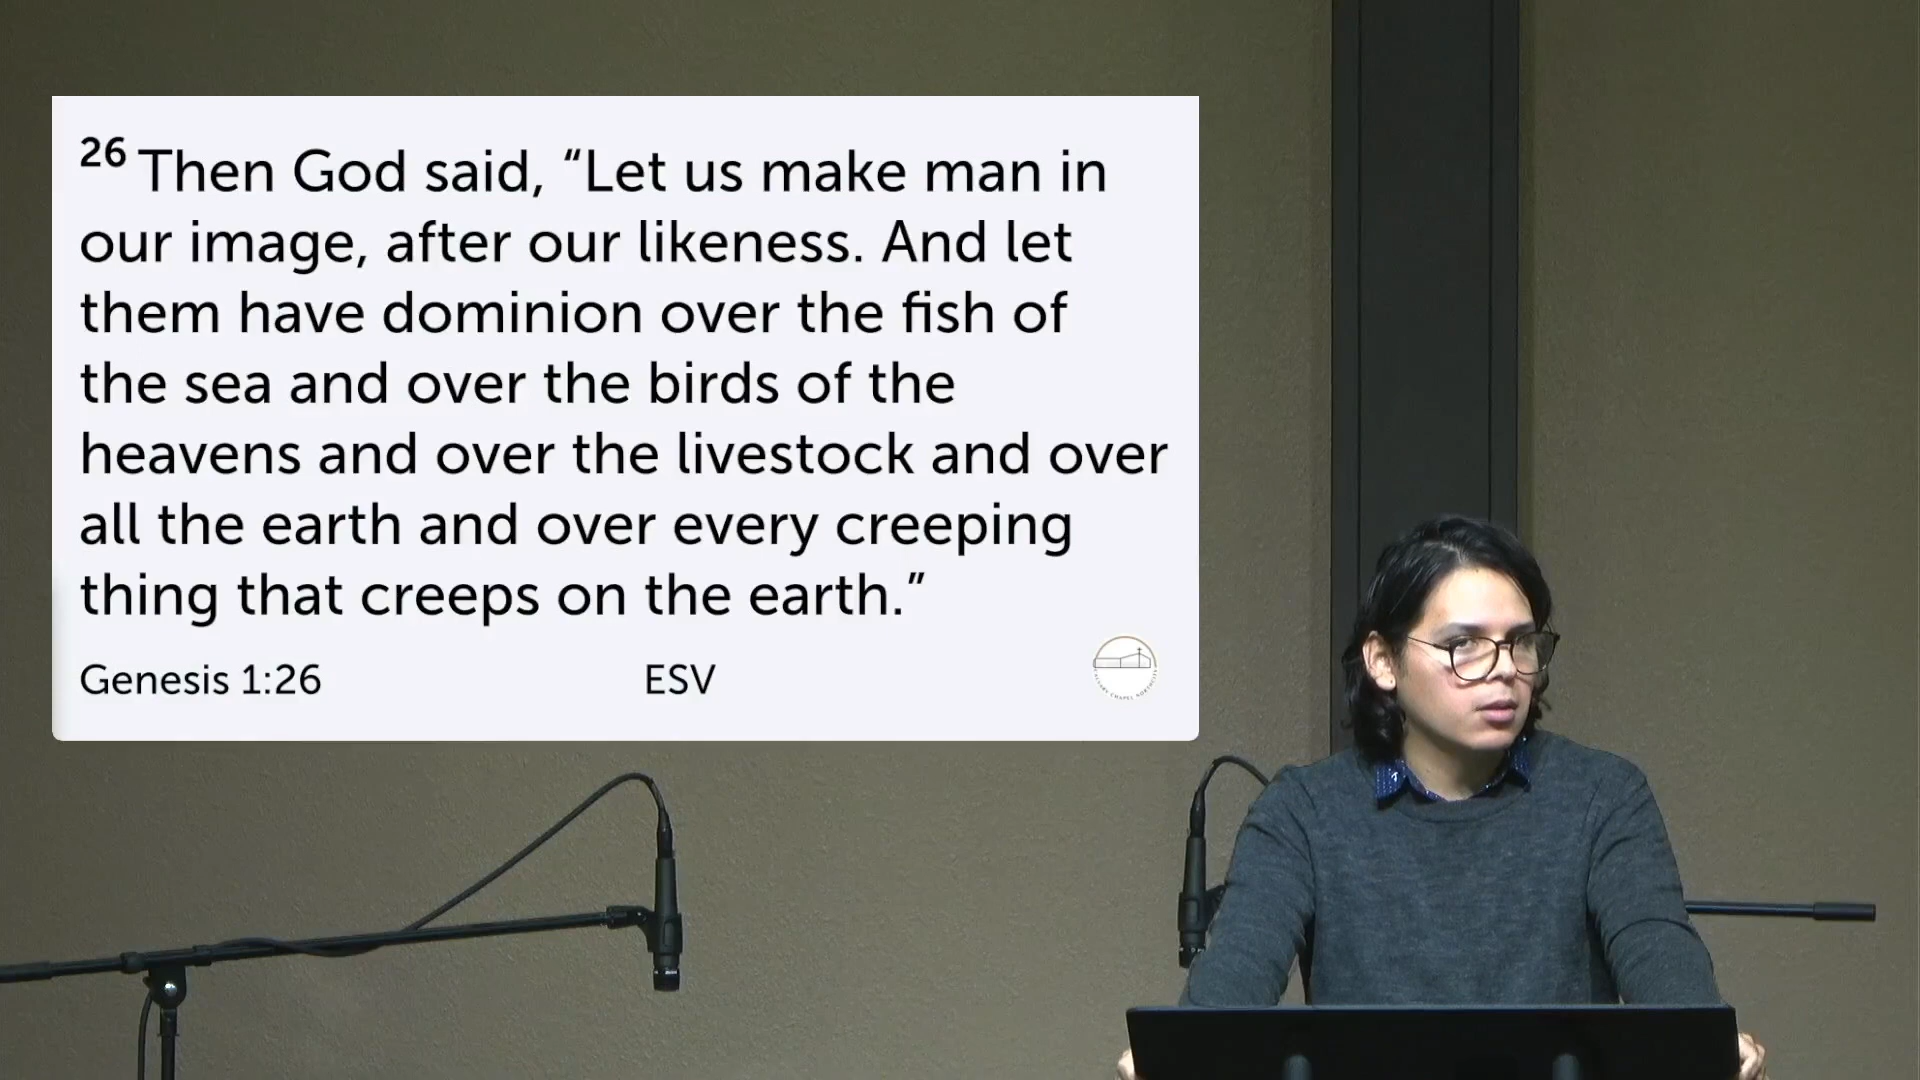 26 Then God said, “Let us make man in
our image, after our likeness. And let
them have dominion over the fish of
the sea and over the birds of the
heavens and over the livestock and over
all the earth and over every creeping
thing that creeps on the earth.”
Genesis 1:26 ESV